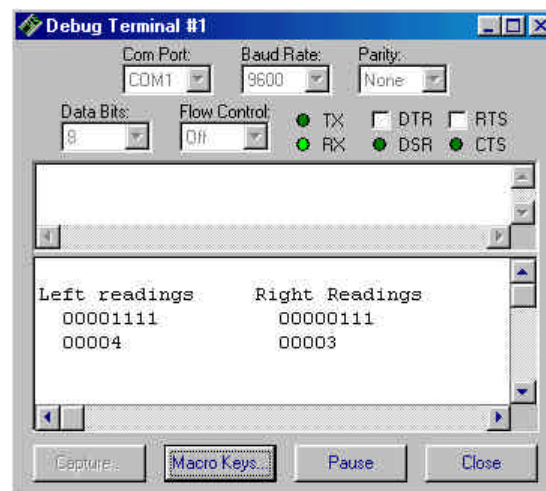 Debug Terminal #1
Com Port: Baud Rate: Parity:
COM1 9600 None
Data Bits: Flow Control: TX DTR RTS
8 Off RX DSR CTS
Left readings Right Readings
00001111 00000111
00004 00003
Capture... Macro Keys... Pause Close